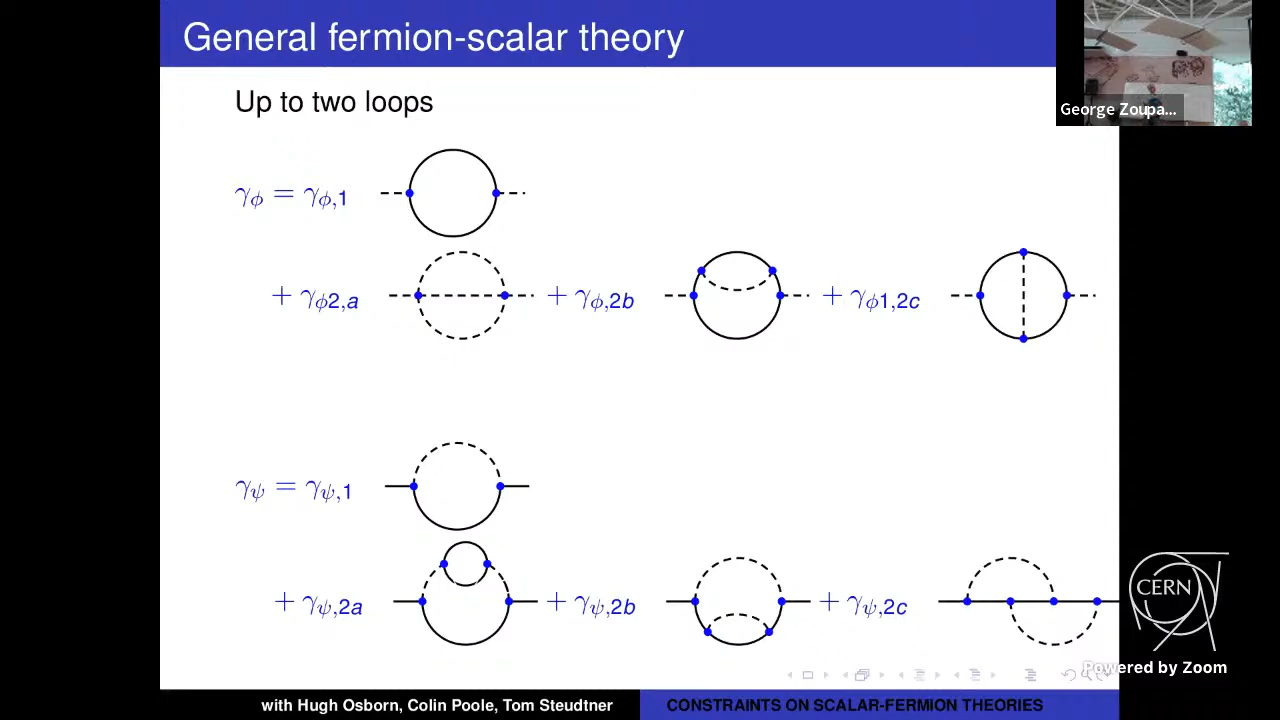 General fermion-scalar theory
George Zoupa...
Up to two loops
γϕ = γϕ,1
+ γϕ2,a + γϕ,2b + γϕ1,2c
γψ = γψ,1
+ γψ,2a + γψ,2b + γψ,2c
CERN
Powered by Zoom
with Hugh Osborn, Colin Poole, Tom Steudtner CONSTRAINTS ON SCALAR-FERMION THEORIES